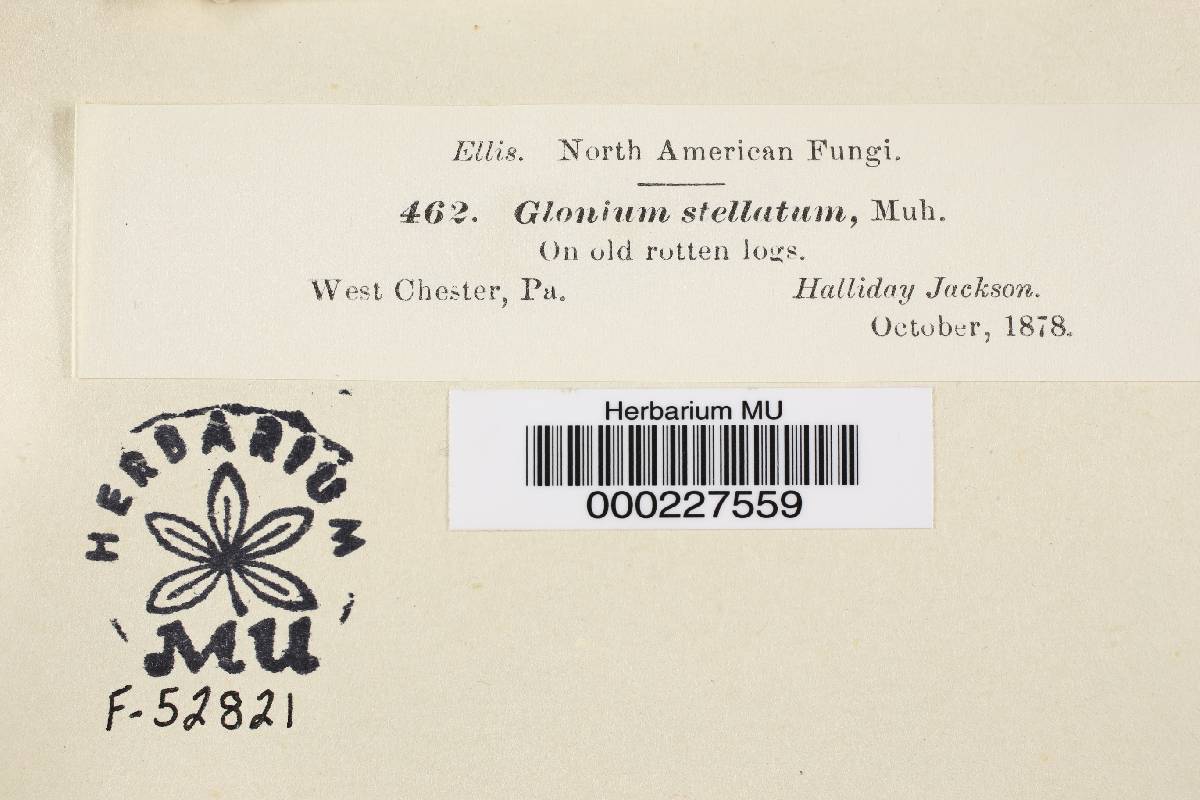 Ellis. North American Fungi.
462. Glonium stellatum, Muh.
On old rotten logs.
West Chester, Pa. Halliday Jackson.
October, 1878.
Herbarium MU
000227559
HERBARIUM
MU
F-52821